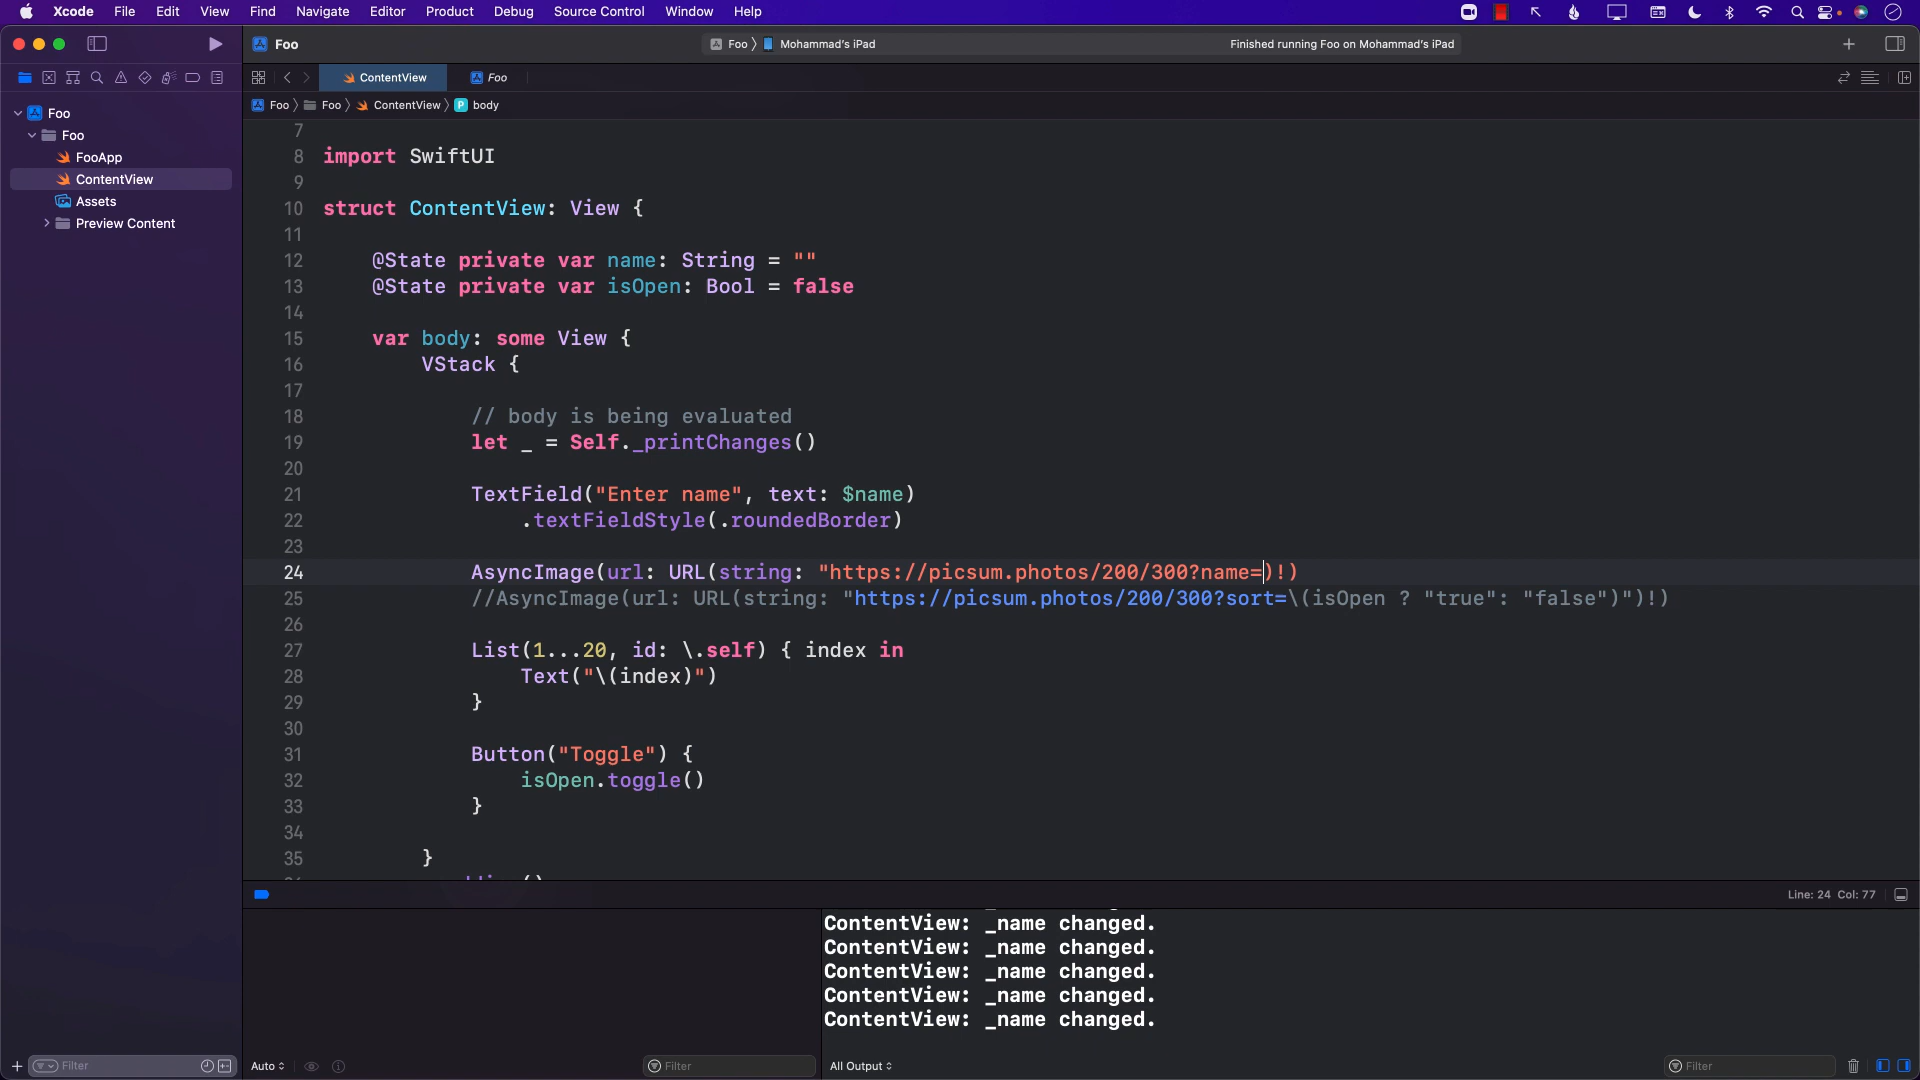 Xcode File Edit View Find Navigate Editor Product Debug Source Control Window Help
Foo
Foo 〉 Mohammad's iPad
Finished running Foo on Mohammad's iPad
ContentView
Foo
Foo 〉 Foo 〉 ContentView 〉 P body
Foo
Foo
FooApp
ContentView
Assets
Preview Content
7
8 import SwiftUI
9
10 struct ContentView: View {
11
12 @State private var name: String = ""
13 @State private var isOpen: Bool = false
14
15 var body: some View {
16 VStack {
17
18 // body is being evaluated
19 let _ = Self._printChanges()
20
21 TextField("Enter name", text: $name)
22 .textFieldStyle(.roundedBorder)
23
24 AsyncImage(url: URL(string: "https://picsum.photos/200/300?name=)!)
25 //AsyncImage(url: URL(string: "https://picsum.photos/200/300?sort=\(isOpen ? "true": "false")")!)
26
27 List(1...20, id: \.self) { index in
28 Text("\(index)")
29 }
30
31 Button("Toggle") {
32 isOpen.toggle()
33 }
34
35 }
Line: 24 Col: 77
ContentView: _name changed.
ContentView: _name changed.
ContentView: _name changed.
ContentView: _name changed.
ContentView: _name changed.
Filter
Auto
Filter
All Output
Filter